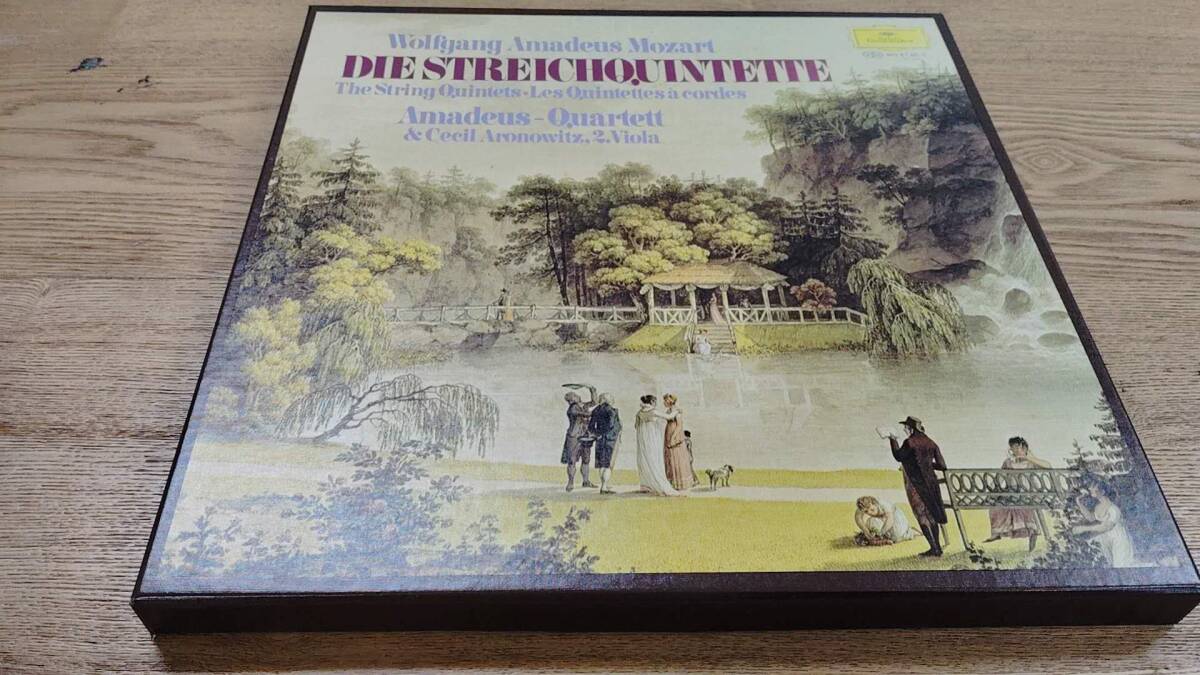 Wolfgang Amadeus Mozart
DIE STREICHQUINTETTE
The String Quintets·Les Quintettes à cordes
Amadeus-Quartett
& Cecil Aronowitz, 2.Viola